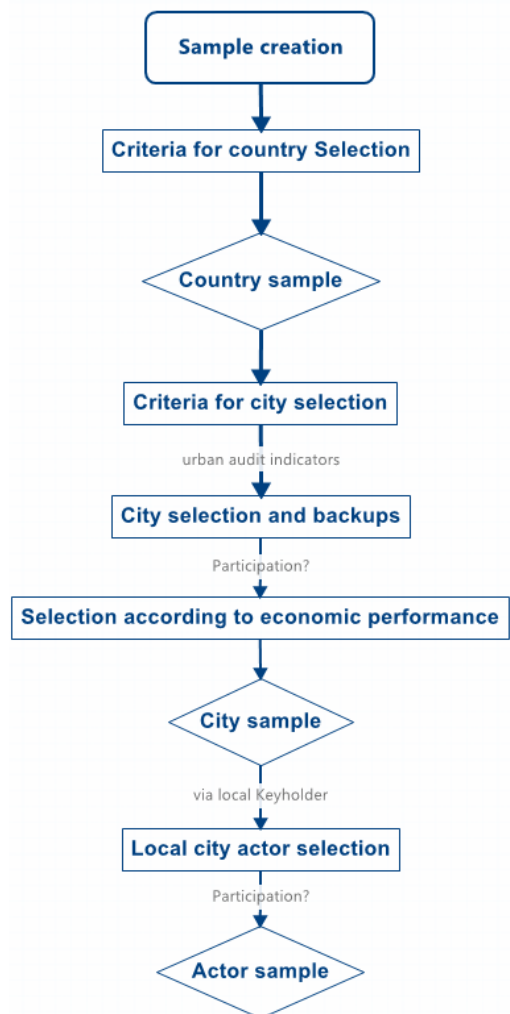 Sample creation
Criteria for country Selection
Country sample
Criteria for city selection
urban audit indicators
City selection and backups
Participation?
Selection according to economic performance
City sample
via local Keyholder
Local city actor selection
Participation?
Actor sample